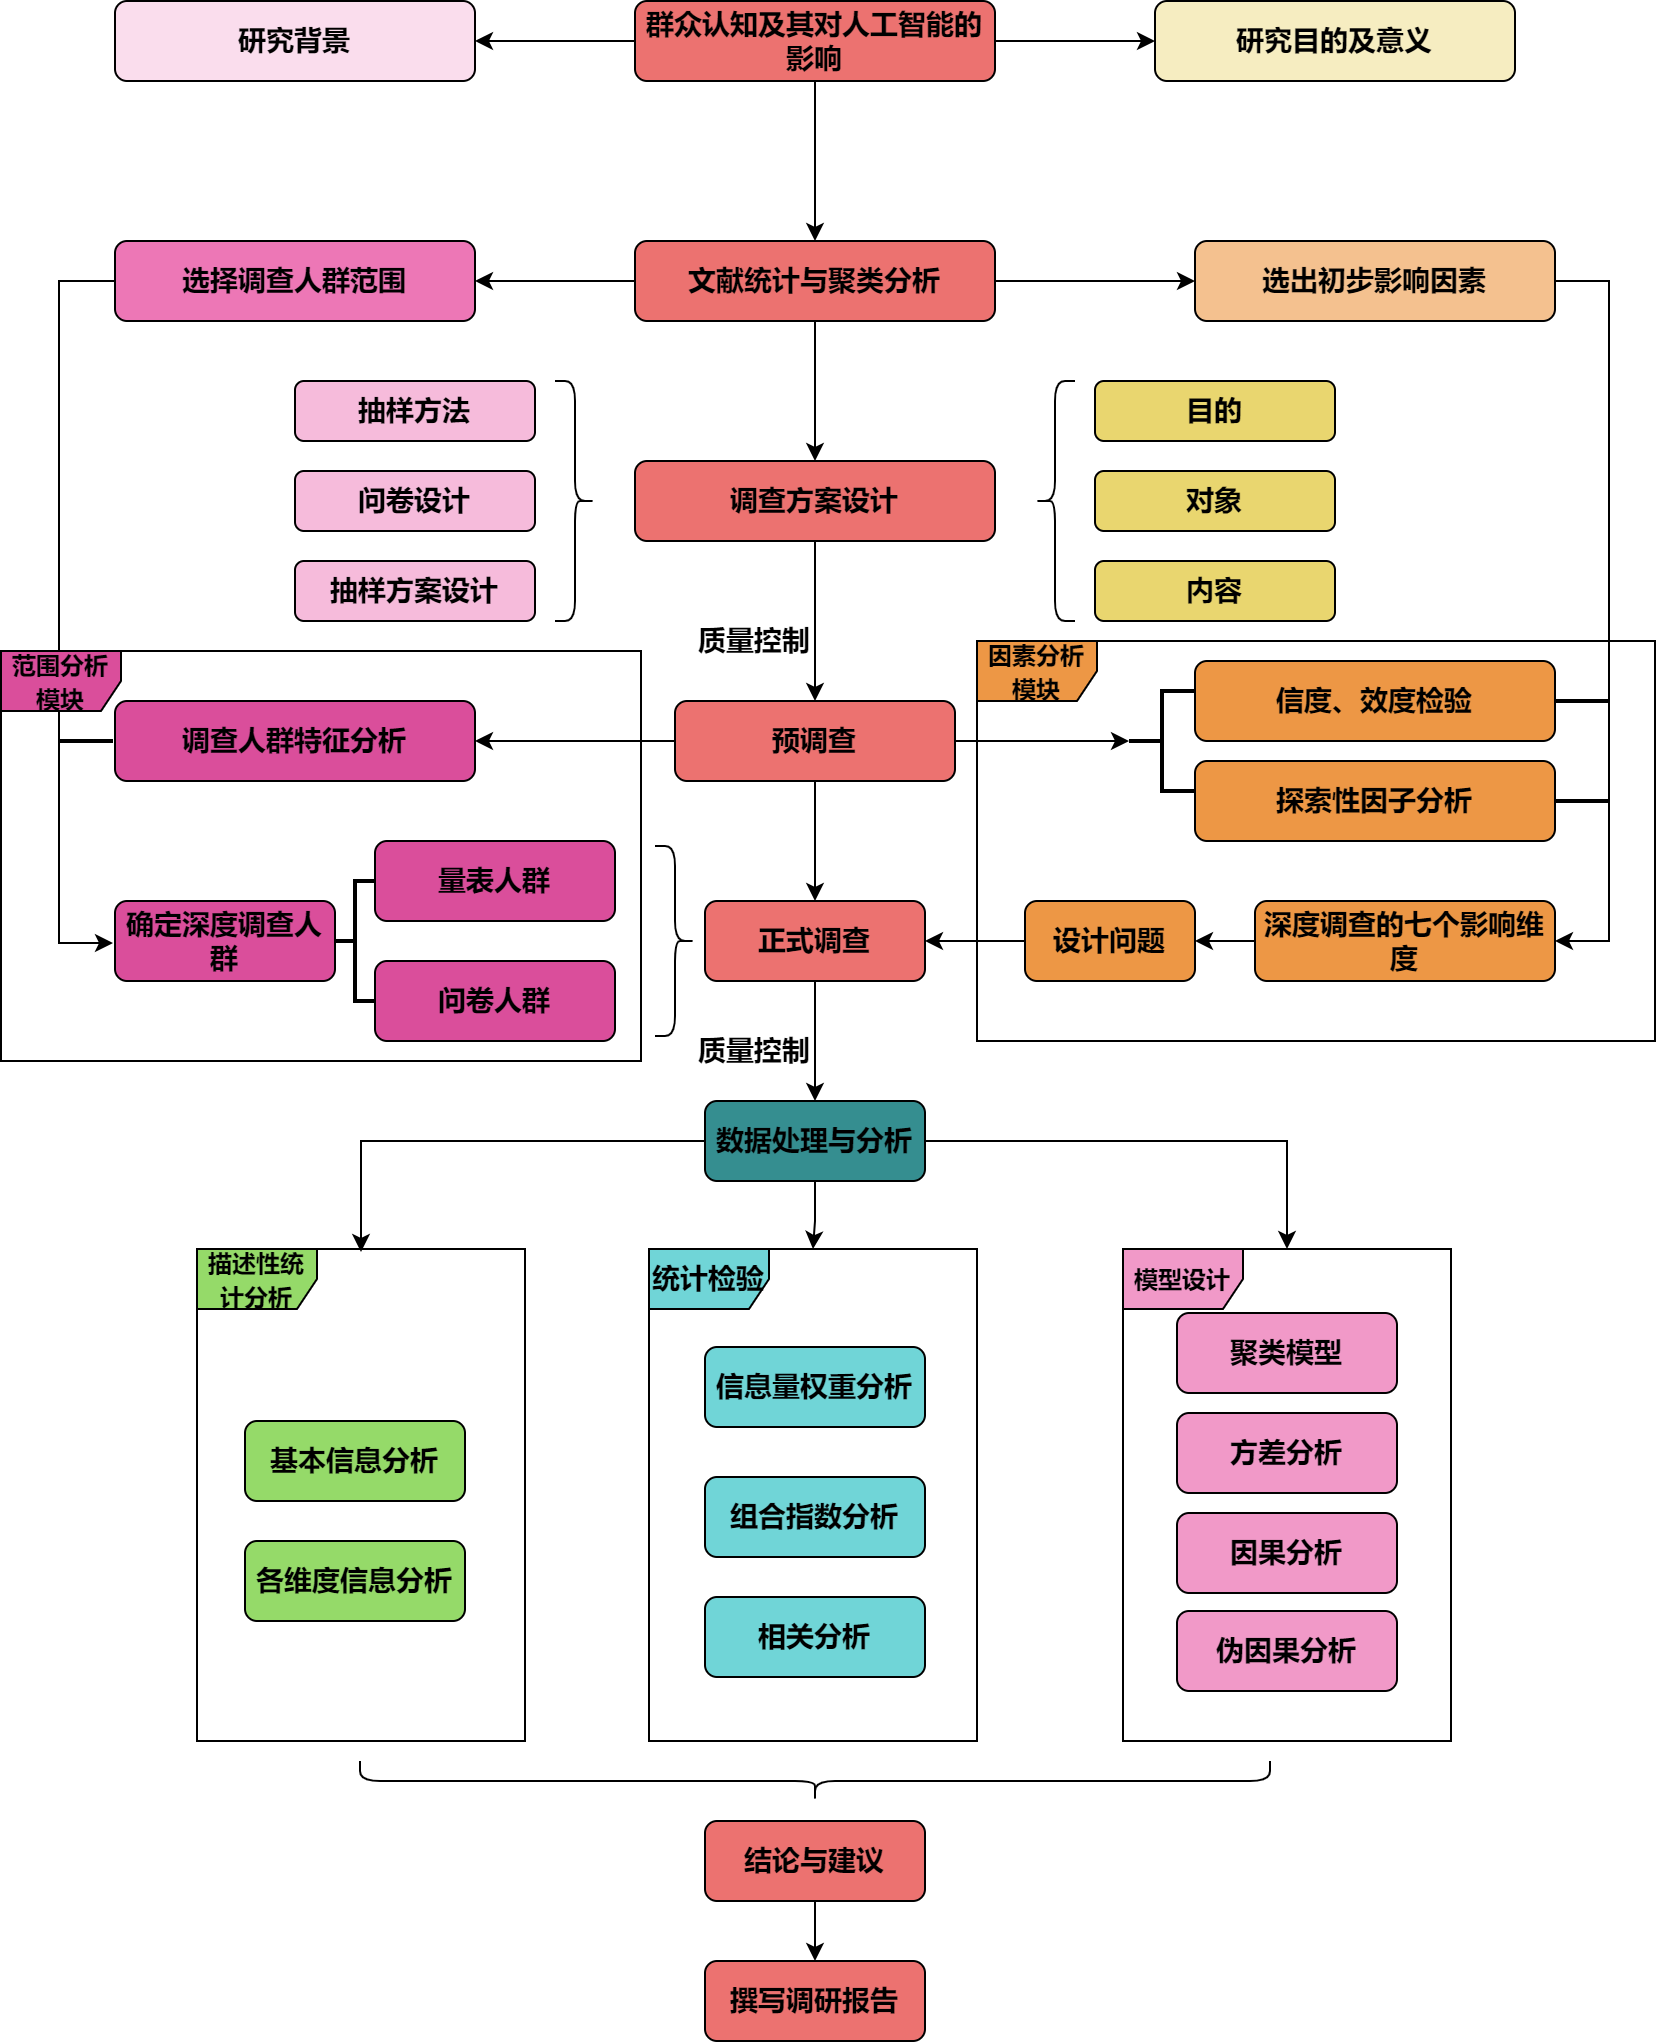 研究背景
群众认知及其对人工智能的
影响
研究目的及意义
选择调查人群范围
文献统计与聚类分析
选出初步影响因素
抽样方法
问卷设计
抽样方案设计
调查方案设计
目的
对象
内容
质量控制
范围分析
模块
调查人群特征分析
预调查
因素分析
模块
信度、效度检验
探索性因子分析
确定深度调查人
群
量表人群
问卷人群
正式调查
设计问题
深度调查的七个影响维
度
质量控制
数据处理与分析
描述性统
计分析
基本信息分析
各维度信息分析
统计检验
信息量权重分析
组合指数分析
相关分析
模型设计
聚类模型
方差分析
因果分析
伪因果分析
结论与建议
撰写调研报告